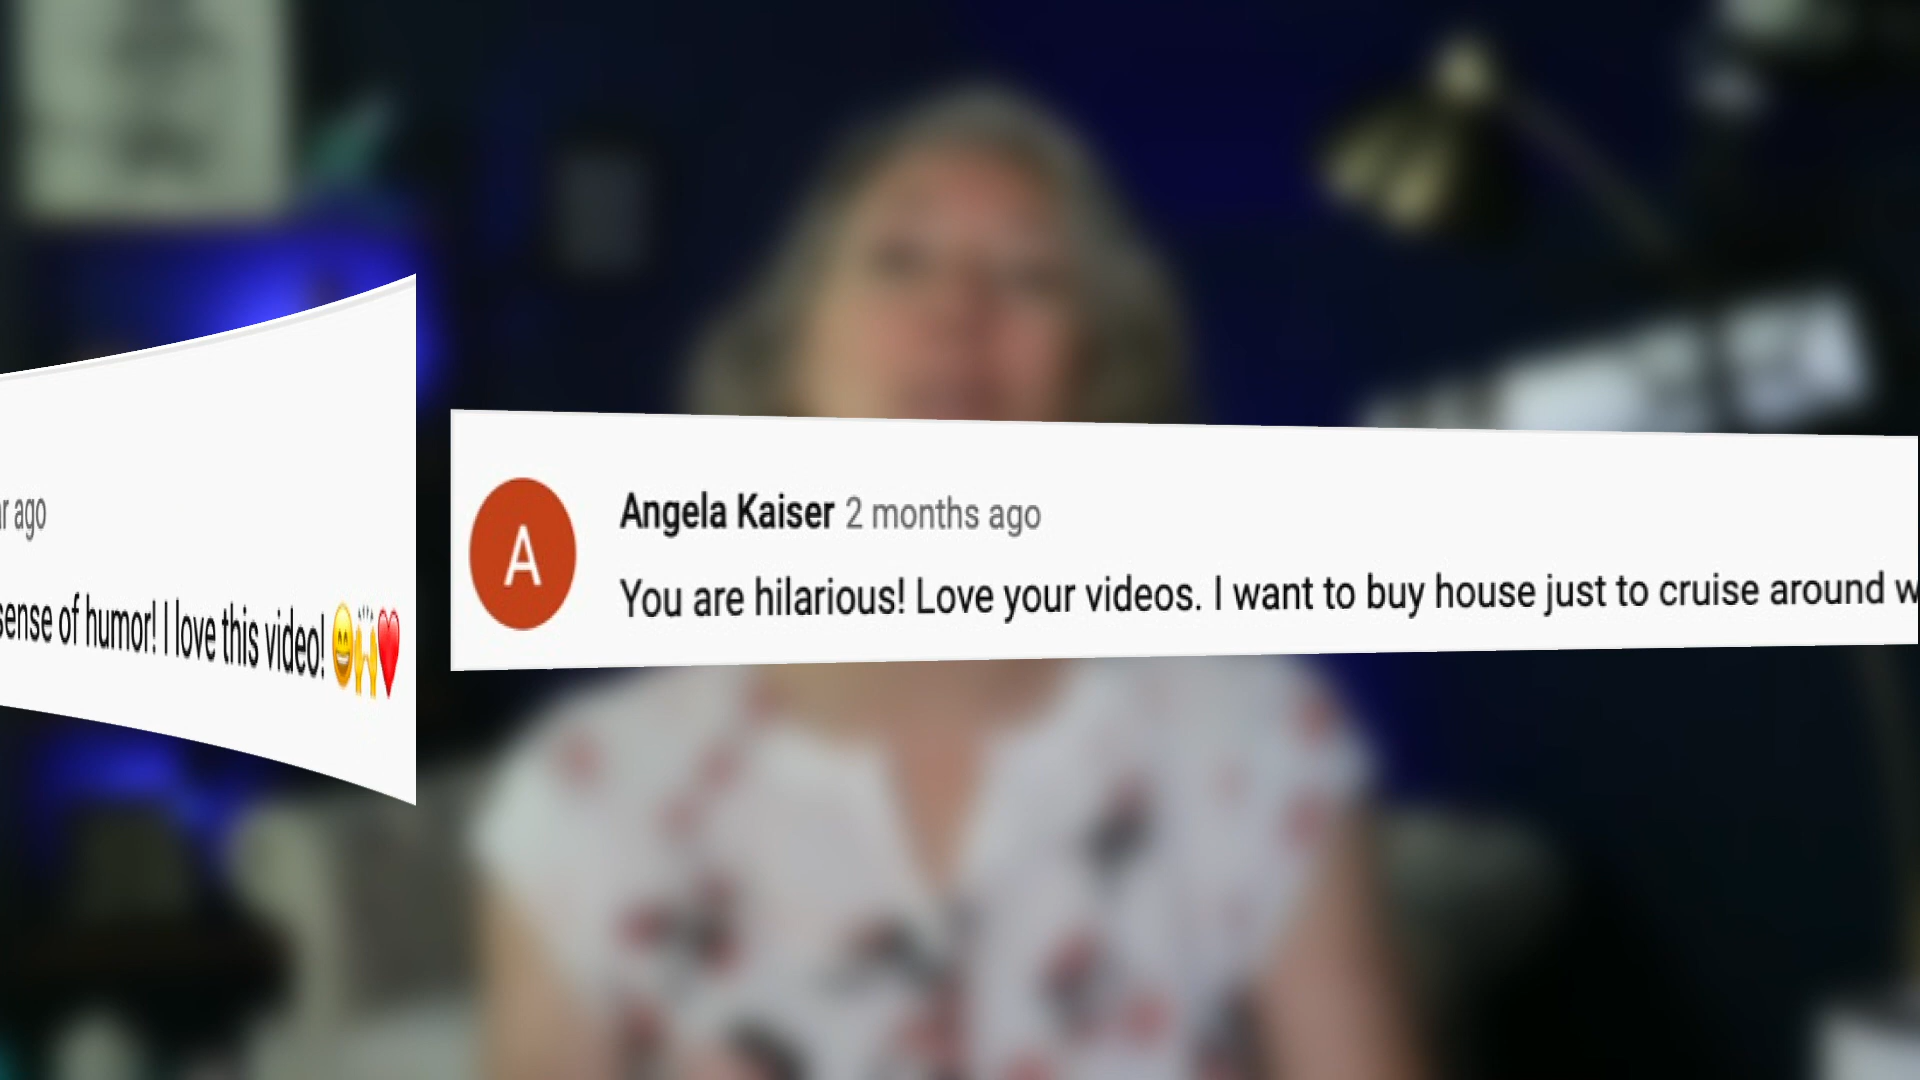 ago
sense of humor! I love this video! 😄🙌❤️
A
Angela Kaiser 2 months ago
You are hilarious! Love your videos. I want to buy house just to cruise around